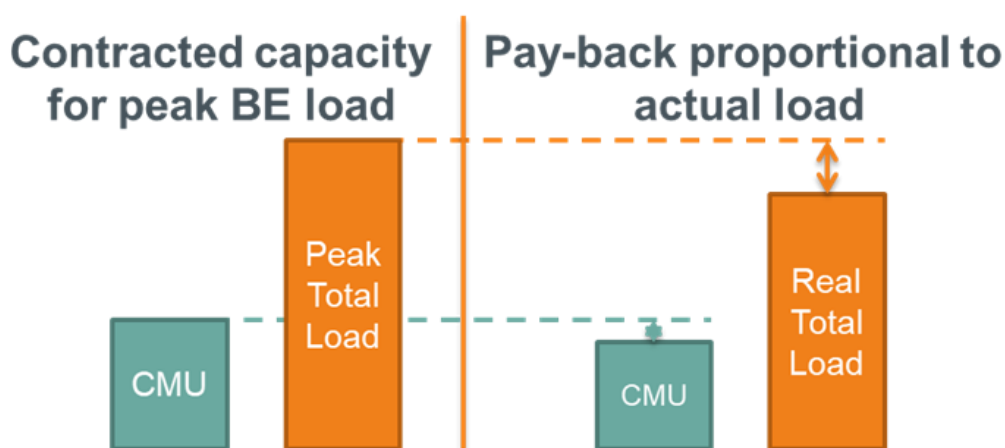 Contracted capacity
for peak BE load
Pay-back proportional to
actual load
CMU
Peak
Total
Load
CMU
Real
Total
Load